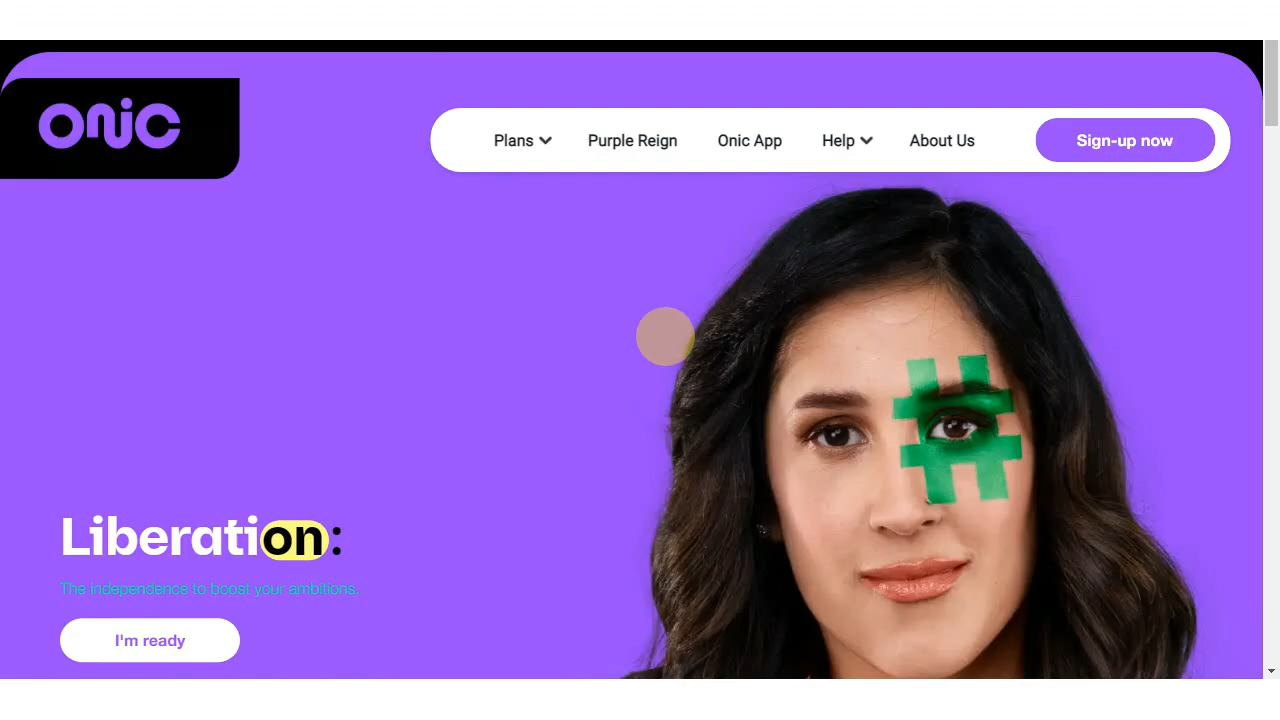 onic
Plans Purple Reign Onic App Help About Us Sign-up now
#
Liberation:
The independence to boost your ambitions.
I'm ready